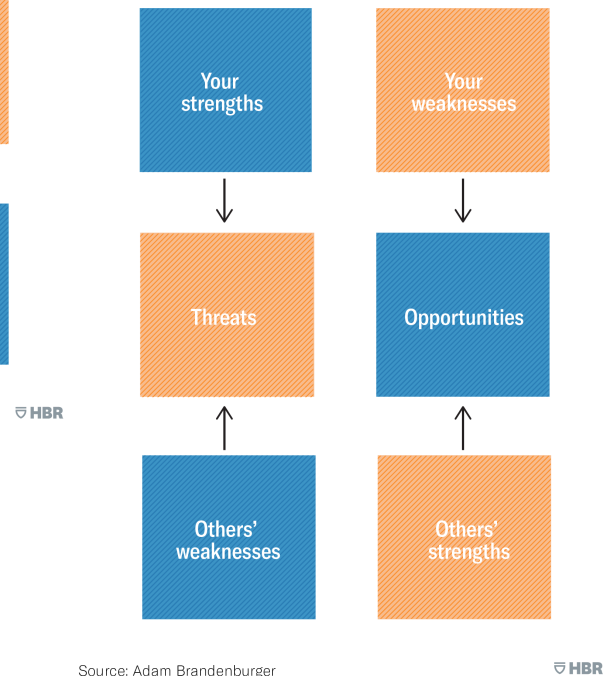 Your
strengths
Your
weaknesses
Threats
Opportunities
HBR
Others’
weaknesses
Others’
strengths
Source: Adam Brandenburger
HBR